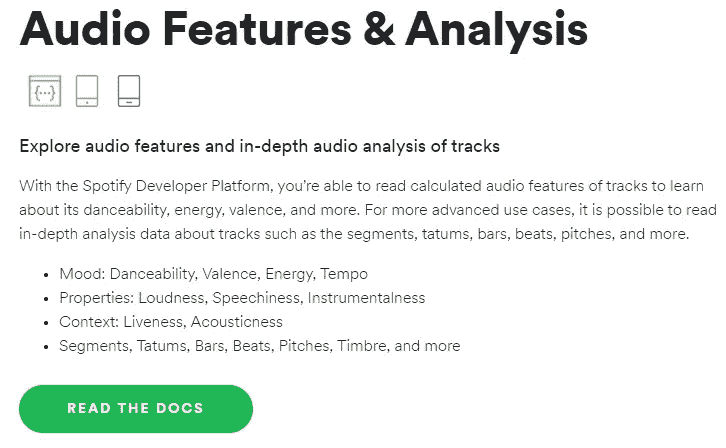 Audio Features & Analysis
{...}
Explore audio features and in-depth audio analysis of tracks
With the Spotify Developer Platform, you're able to read calculated audio features of tracks to learn
about its danceability, energy, valence, and more. For more advanced use cases, it is possible to read
in-depth analysis data about tracks such as the segments, tatums, bars, beats, pitches, and more.
• Mood: Danceability, Valence, Energy, Tempo
• Properties: Loudness, Speechiness, Instrumentalness
• Context: Liveness, Acousticness
• Segments, Tatums, Bars, Beats, Pitches, Timbre, and more
READ THE DOCS